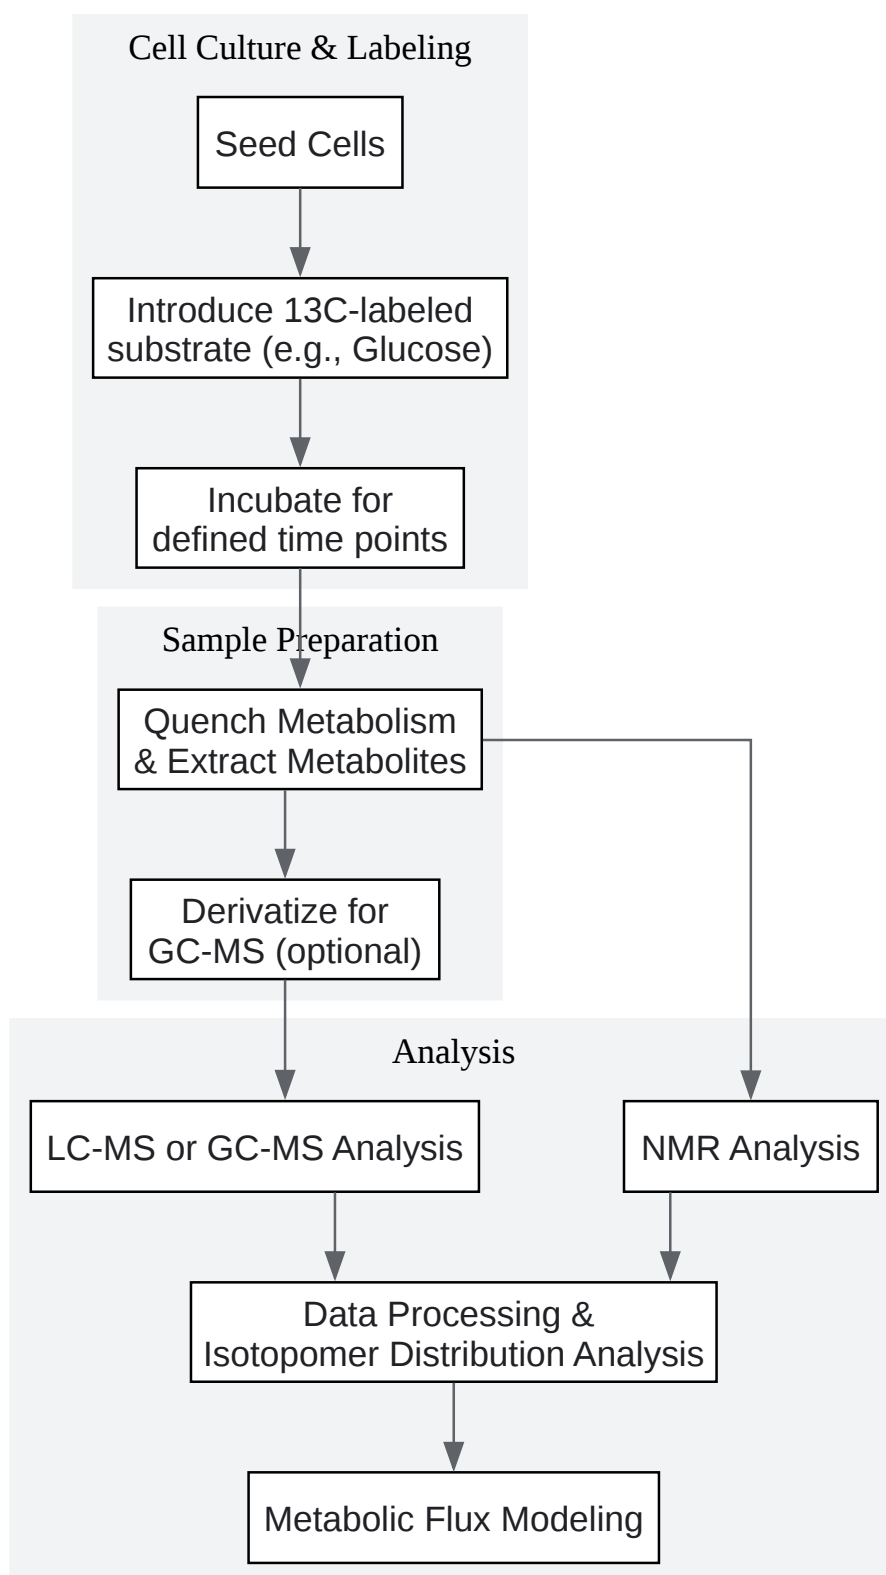 Cell Culture & Labeling
Seed Cells
Introduce 13C-labeled
substrate (e.g., Glucose)
Incubate for
defined time points
Sample Preparation
Quench Metabolism
& Extract Metabolites
Derivatize for
GC-MS (optional)
Analysis
LC-MS or GC-MS Analysis
NMR Analysis
Data Processing &
Isotopomer Distribution Analysis
Metabolic Flux Modeling